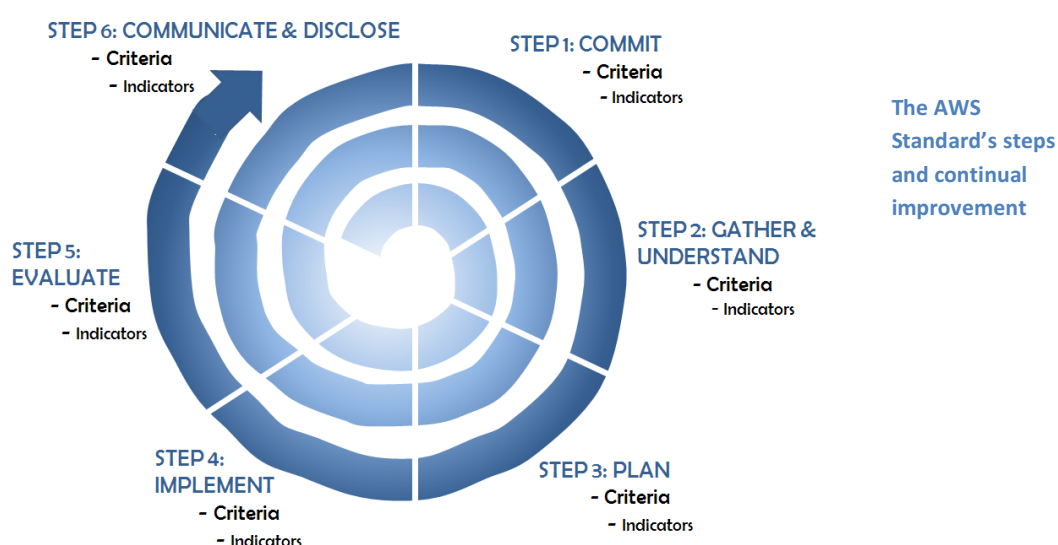 STEP 6: COMMUNICATE & DISCLOSE
- Criteria
- Indicators
STEP 1: COMMIT
- Criteria
- Indicators
The AWS
Standard's steps
and continual
improvement
STEP 2: GATHER &
UNDERSTAND
- Criteria
- Indicators
STEP 5:
EVALUATE
- Criteria
- Indicators
STEP 4:
IMPLEMENT
- Criteria
- Indicators
STEP 3: PLAN
- Criteria
- Indicators